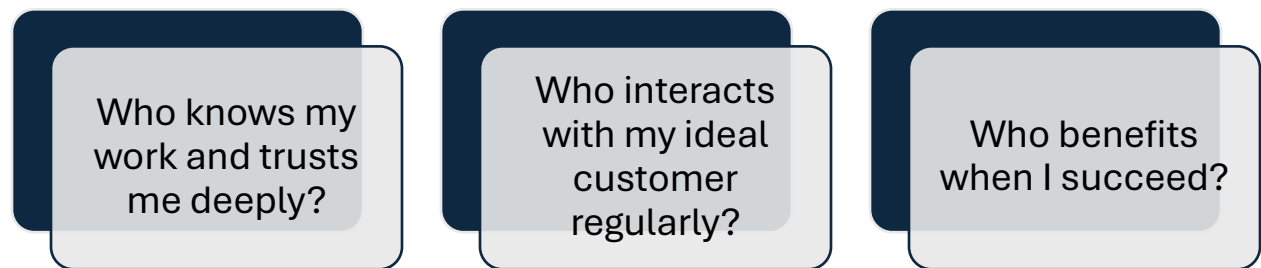 Who knows my
work and trusts
me deeply?
Who interacts
with my ideal
customer
regularly?
Who benefits
when I succeed?